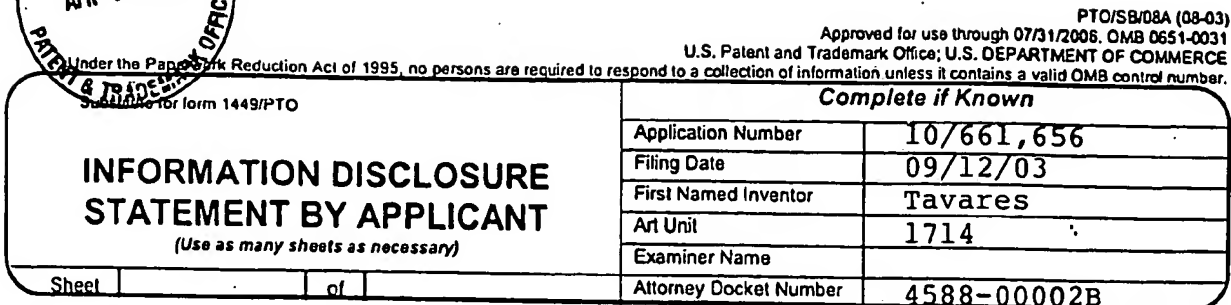 PTO/SB/08A (08-03)
Approved for use through 07/31/2006. OMB 0651-0031
U.S. Patent and Trademark Office; U.S. DEPARTMENT OF COMMERCE
Under the Paperwork Reduction Act of 1995, no persons are required to respond to a collection of information unless it contains a valid OMB control number.
PATENT & TRADEMARK OFFIC
Substitute for form 1449/PTO
Complete if Known
INFORMATION DISCLOSURE
STATEMENT BY APPLICANT
(Use as many sheets as necessary)
Sheet of
Application Number 10/661,656
Filing Date 09/12/03
First Named Inventor Tavares
Art Unit 1714
Examiner Name
Attorney Docket Number 4588-00002B